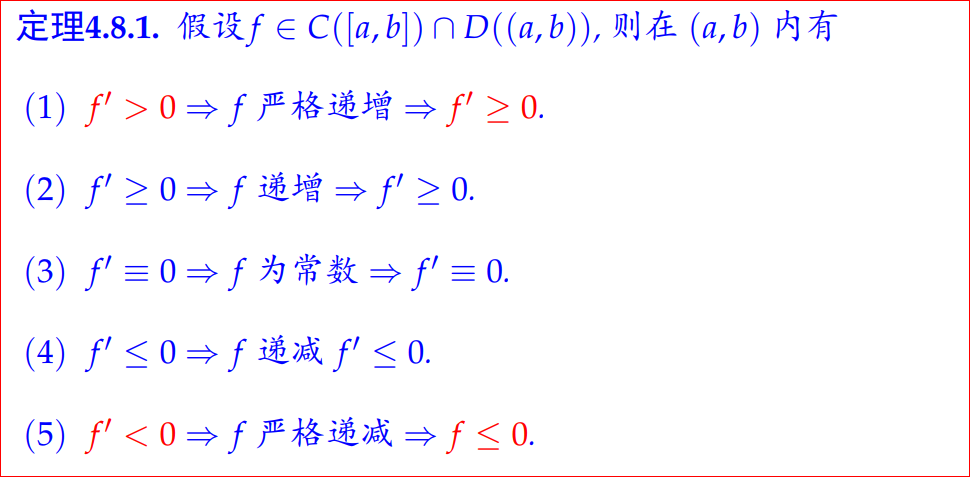 定理4.8.1. 假设f ∈ C([a, b]) ∩ D((a, b)), 则在 (a, b) 内有
(1) f′ > 0 ⇒ f 严格递增 ⇒ f′ ≥ 0.
(2) f′ ≥ 0 ⇒ f 递增 ⇒ f′ ≥ 0.
(3) f′ ≡ 0 ⇒ f 为常数 ⇒ f′ ≡ 0.
(4) f′ ≤ 0 ⇒ f 递减 f′ ≤ 0.
(5) f′ < 0 ⇒ f 严格递减 ⇒ f ≤ 0.